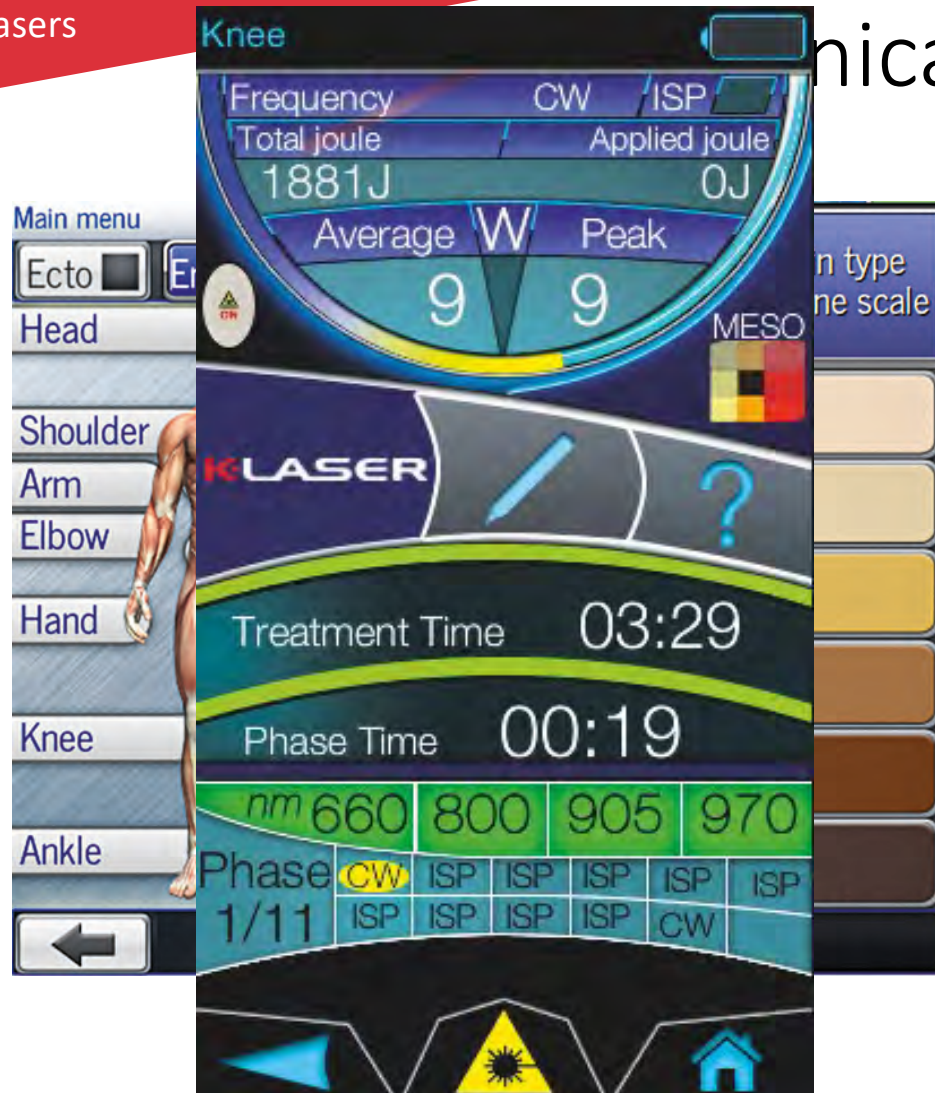 asers
nica
Knee
Frequency CW ISP
Total joule Applied joule
1881J 0J
Average W Peak
9 9
ON
MESO
K-LASER
?
Treatment Time 03:29
Phase Time 00:19
nm 660 800 905 970
Phase CW ISP ISP ISP ISP ISP
1/11 ISP ISP ISP ISP CW
Main menu
Ecto
Head
Shoulder
Arm
Elbow
Hand
Knee
Ankle
n type
ne scale